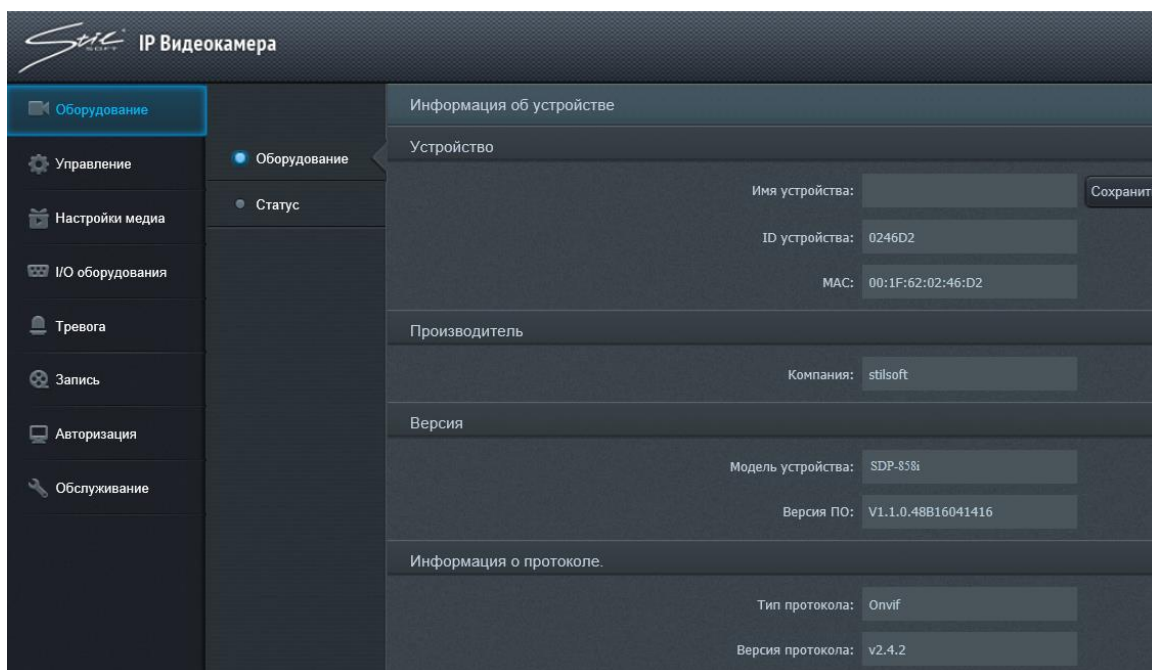 Stil SOFT IP Видеокамера
Оборудование
Управление
Настройки медиа
I/O оборудования
Тревога
Запись
Авторизация
Обслуживание
Оборудование
Статус
Информация об устройстве
Устройство
Имя устройства: Сохранит
ID устройства: 0246D2
MAC: 00:1F:62:02:46:D2
Производитель
Компания: stilsoft
Версия
Модель устройства: SDP-858i
Версия ПО: V1.1.0.48B16041416
Информация о протоколе.
Тип протокола: Onvif
Версия протокола: v2.4.2